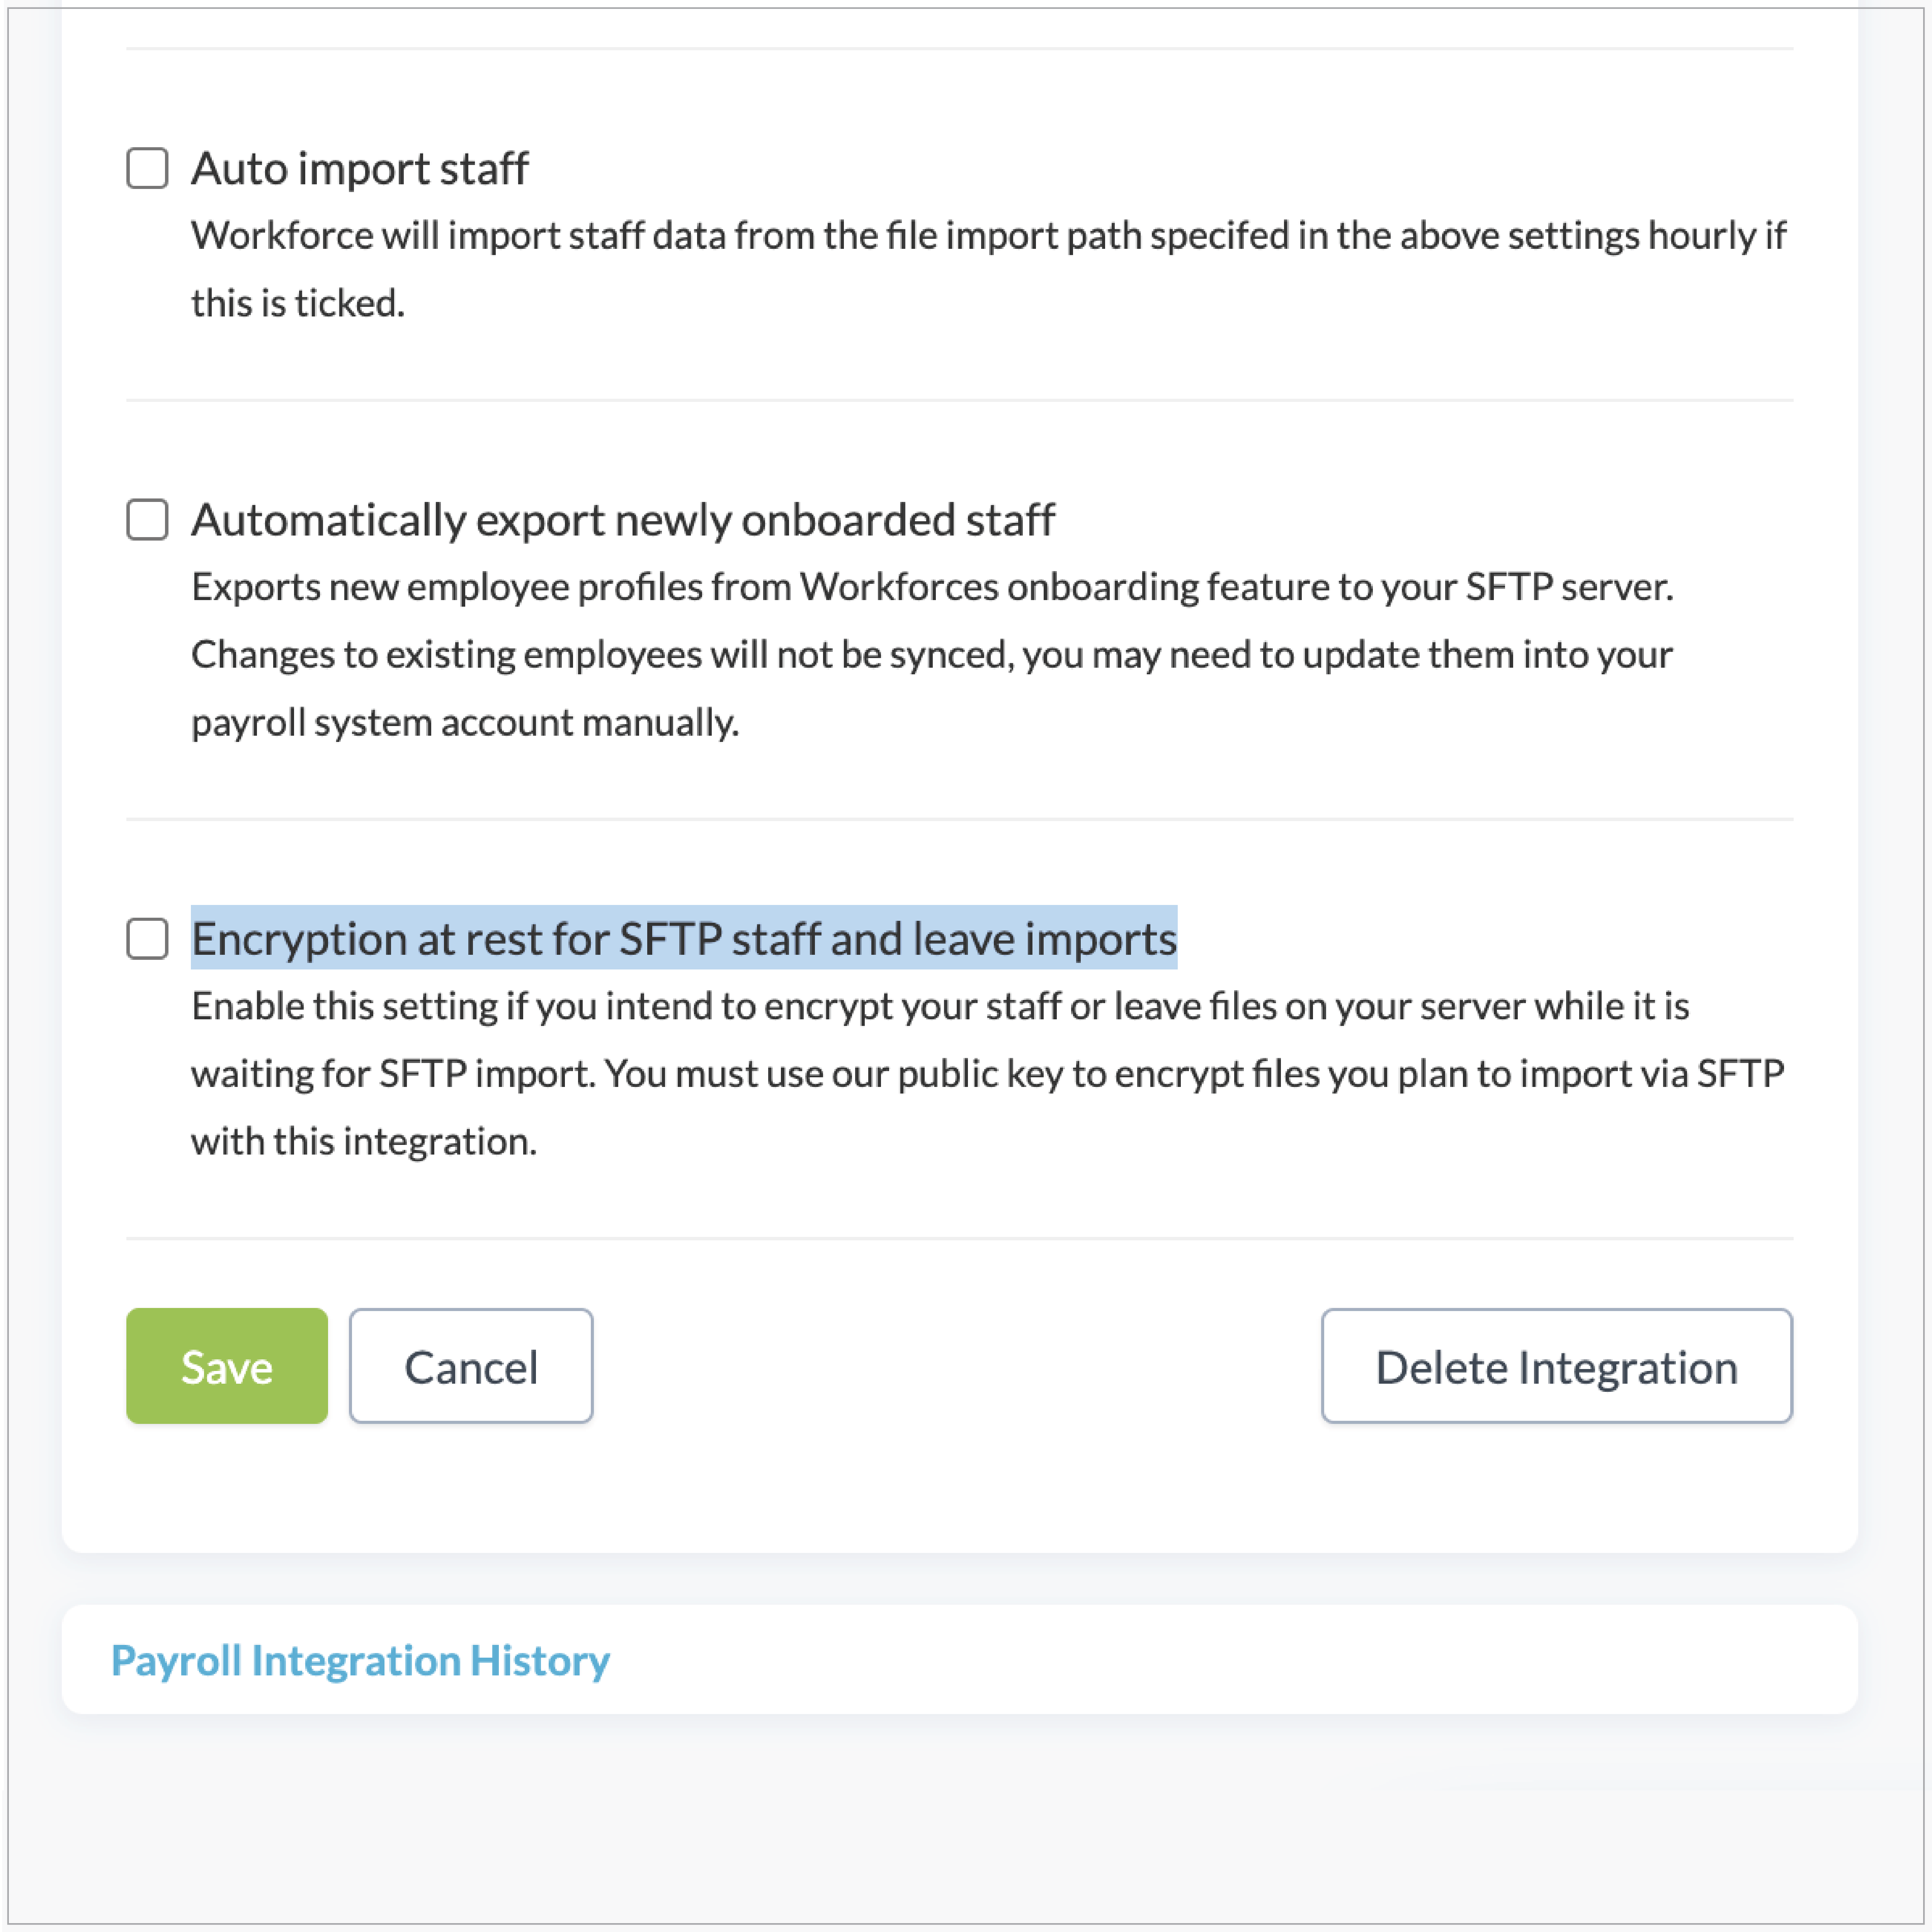 Auto import staff
Workforce will import staff data from the file import path specifed in the above settings hourly if
this is ticked.
Automatically export newly onboarded staff
Exports new employee profiles from Workforces onboarding feature to your SFTP server.
Changes to existing employees will not be synced, you may need to update them into your
payroll system account manually.
Encryption at rest for SFTP staff and leave imports
Enable this setting if you intend to encrypt your staff or leave files on your server while it is
waiting for SFTP import. You must use our public key to encrypt files you plan to import via SFTP
with this integration.
Save Cancel Delete Integration
Payroll Integration History